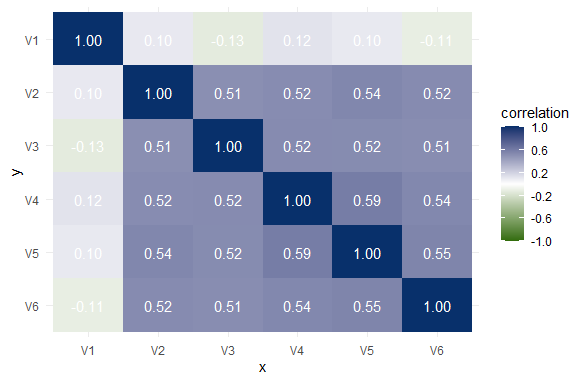 V1 1.00 0.10 -0.13 0.12 0.10 -0.11
V2 0.10 1.00 0.51 0.52 0.54 0.52
V3 -0.13 0.51 1.00 0.52 0.52 0.51
V4 0.12 0.52 0.52 1.00 0.59 0.54
V5 0.10 0.54 0.52 0.59 1.00 0.55
V6 -0.11 0.52 0.51 0.54 0.55 1.00
V1 V2 V3 V4 V5 V6
x
y
correlation
1.0
0.6
0.2
-0.2
-0.6
-1.0